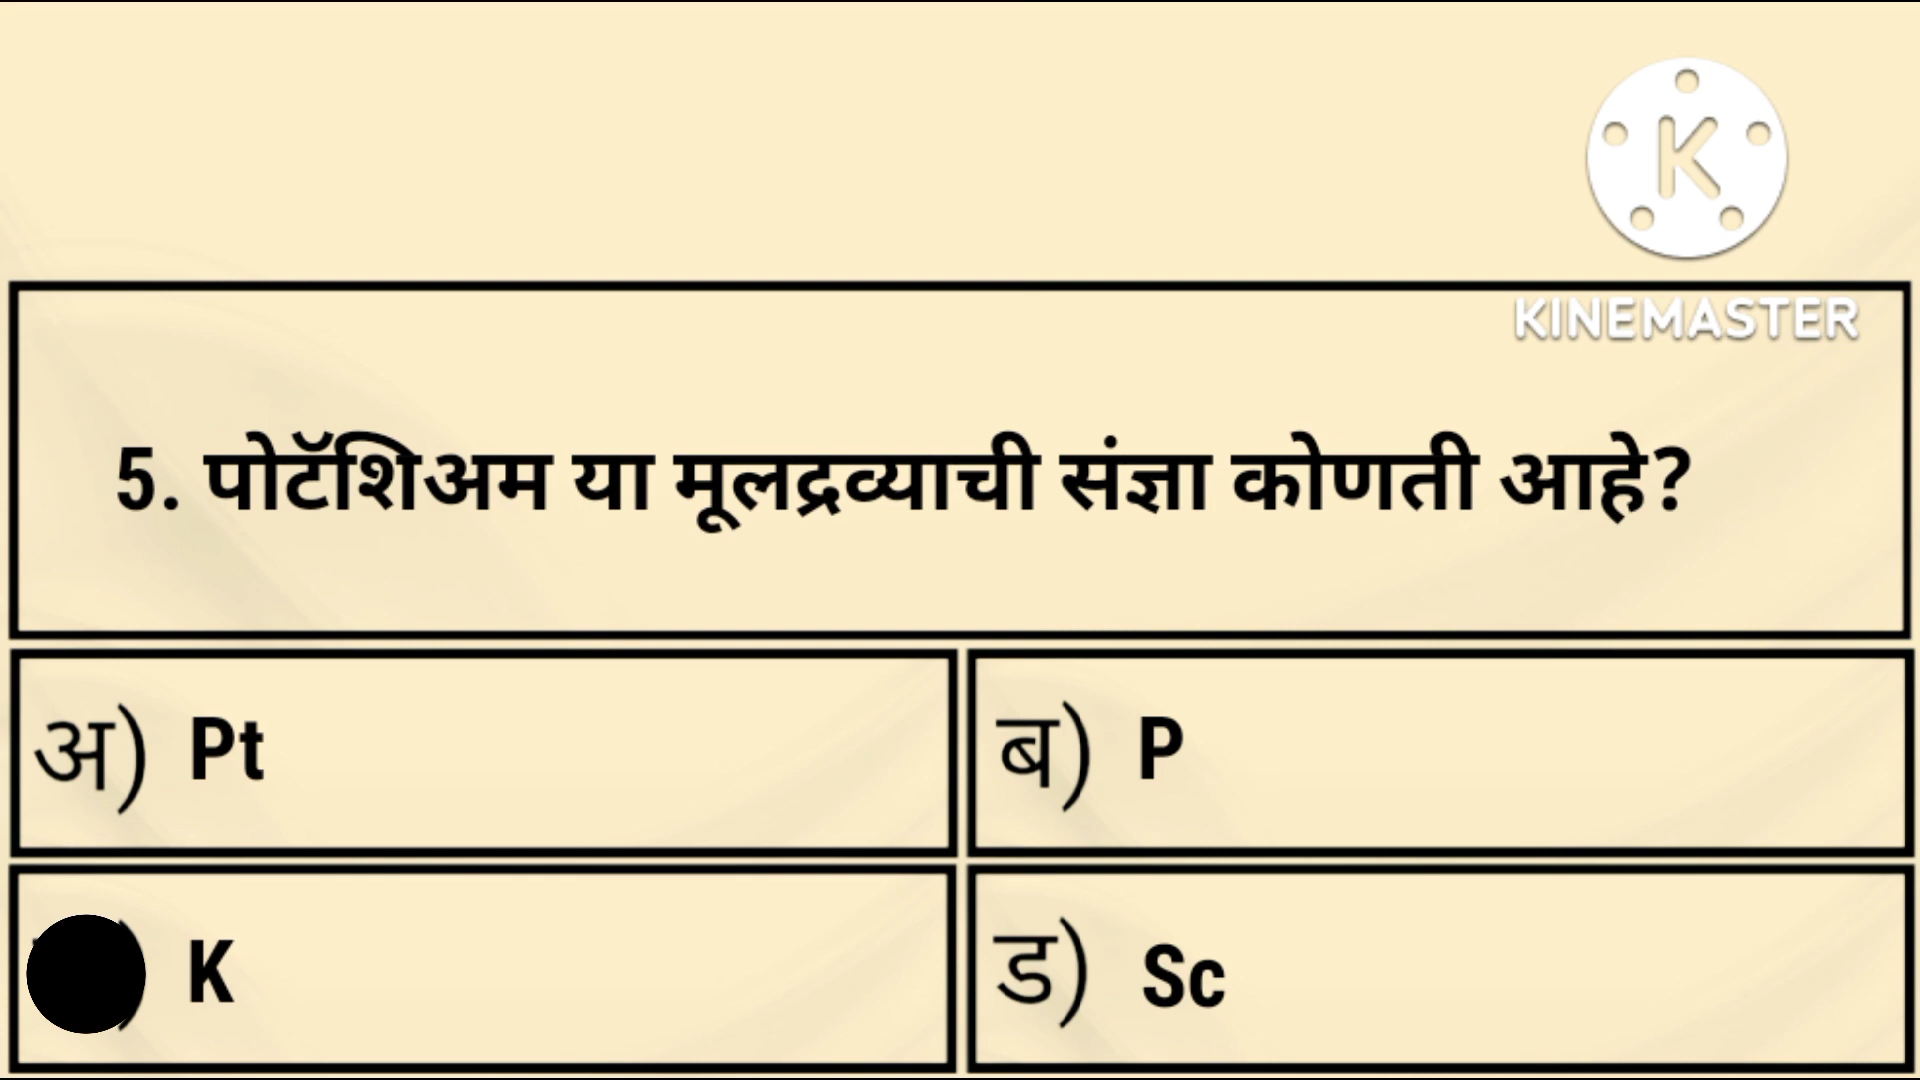 K
KINEMASTER
5. पोटॅशिअम या मूलद्रव्याची संज्ञा कोणती आहे?
अ) Pt
ब) P
) K
ड) Sc